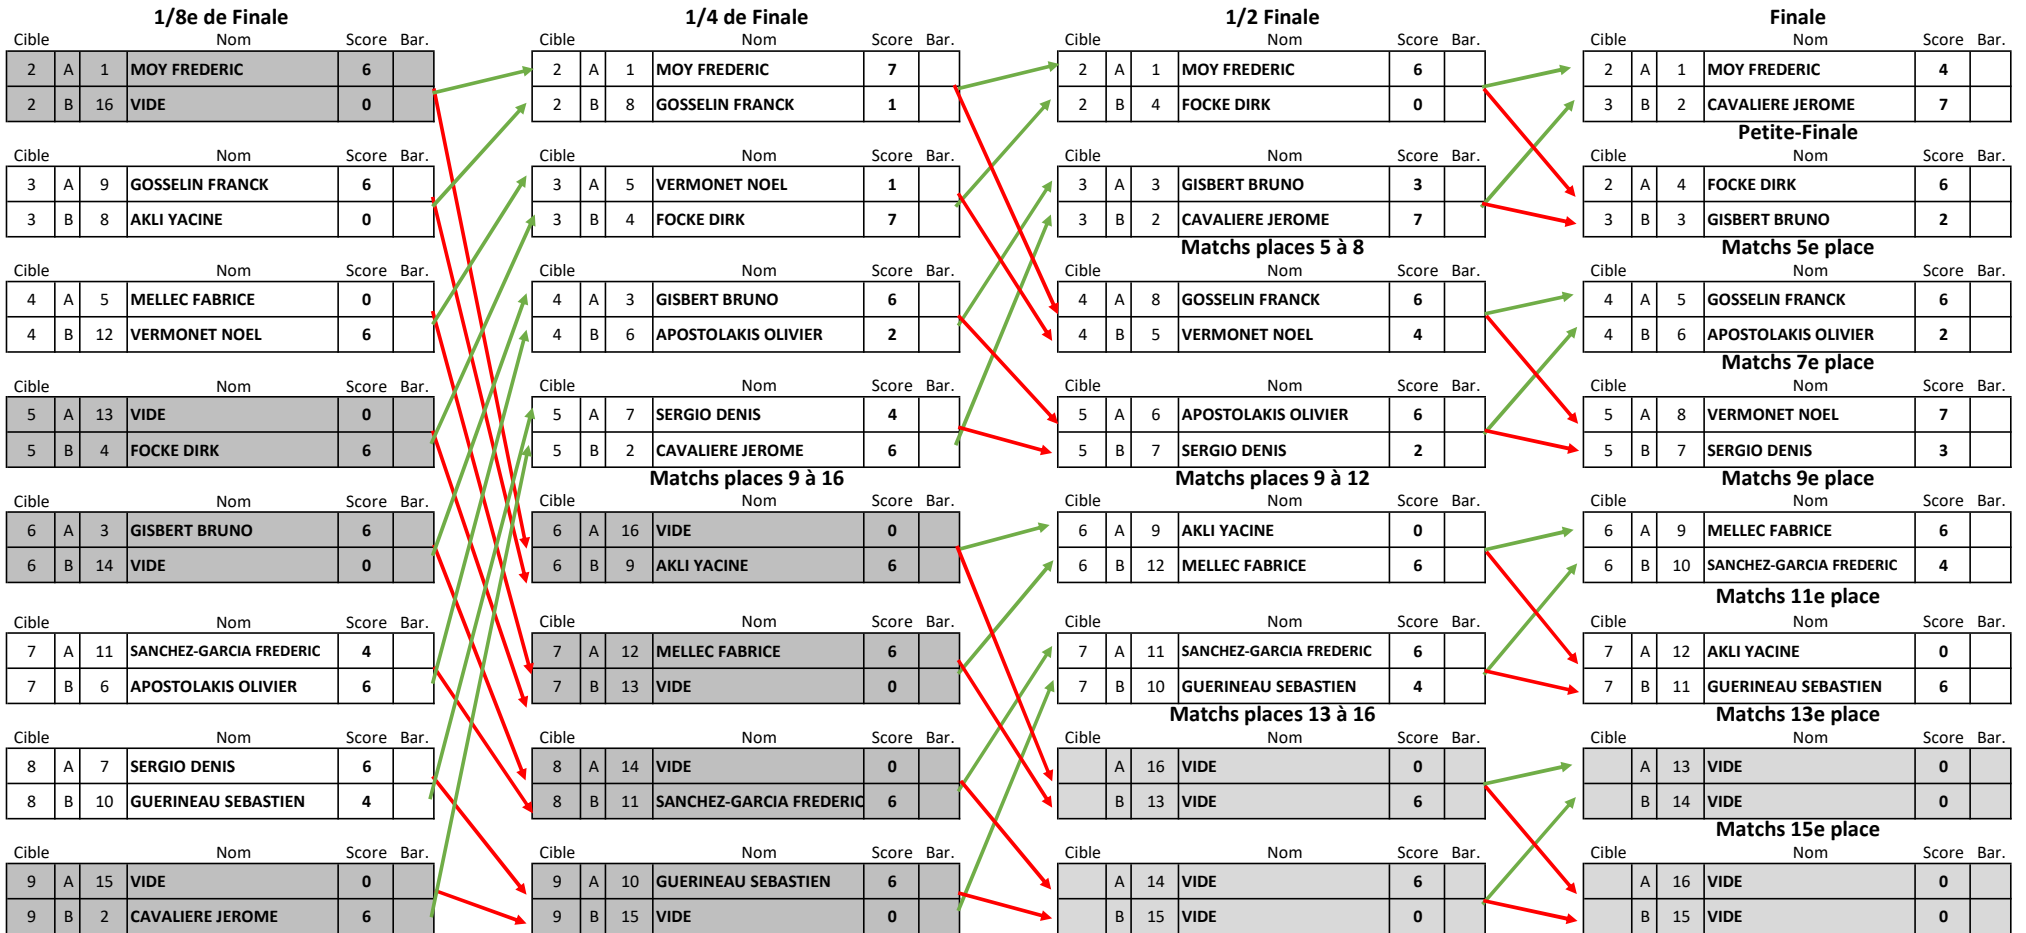 1/8e de Finale
Cible Nom Score Bar.
2 A 1 MOY FREDERIC 6
2 B 16 VIDE 0
Cible Nom Score Bar.
3 A 9 GOSSELIN FRANCK 6
3 B 8 AKLI YACINE 0
Cible Nom Score Bar.
4 A 5 MELLEC FABRICE 0
4 B 12 VERMONET NOEL 6
Cible Nom Score Bar.
5 A 13 VIDE 0
5 B 4 FOCKE DIRK 6
Cible Nom Score Bar.
6 A 3 GISBERT BRUNO 6
6 B 14 VIDE 0
Cible Nom Score Bar.
7 A 11 SANCHEZ-GARCIA FREDERIC 4
7 B 6 APOSTOLAKIS OLIVIER 6
Cible Nom Score Bar.
8 A 7 SERGIO DENIS 6
8 B 10 GUERINEAU SEBASTIEN 4
Cible Nom Score Bar.
9 A 15 VIDE 0
9 B 2 CAVALIERE JEROME 6
1/4 de Finale
Cible Nom Score Bar.
2 A 1 MOY FREDERIC 7
2 B 8 GOSSELIN FRANCK 1
Cible Nom Score Bar.
3 A 5 VERMONET NOEL 1
3 B 4 FOCKE DIRK 7
Cible Nom Score Bar.
4 A 3 GISBERT BRUNO 6
4 B 6 APOSTOLAKIS OLIVIER 2
Cible Nom Score Bar.
5 A 7 SERGIO DENIS 4
5 B 2 CAVALIERE JEROME 6
Matchs places 9 à 16
Cible Nom Score Bar.
6 A 16 VIDE 0
6 B 9 AKLI YACINE 6
Cible Nom Score Bar.
7 A 12 MELLEC FABRICE 6
7 B 13 VIDE 0
Cible Nom Score Bar.
8 A 14 VIDE 0
8 B 11 SANCHEZ-GARCIA FREDERIC 6
Cible Nom Score Bar.
9 A 10 GUERINEAU SEBASTIEN 6
9 B 15 VIDE 0
1/2 Finale
Cible Nom Score Bar.
2 A 1 MOY FREDERIC 6
2 B 4 FOCKE DIRK 0
Cible Nom Score Bar.
3 A 3 GISBERT BRUNO 3
3 B 2 CAVALIERE JEROME 7
Matchs places 5 à 8
Cible Nom Score Bar.
4 A 8 GOSSELIN FRANCK 6
4 B 5 VERMONET NOEL 4
Cible Nom Score Bar.
5 A 6 APOSTOLAKIS OLIVIER 6
5 B 7 SERGIO DENIS 2
Matchs places 9 à 12
Cible Nom Score Bar.
6 A 9 AKLI YACINE 0
6 B 12 MELLEC FABRICE 6
Cible Nom Score Bar.
7 A 11 SANCHEZ-GARCIA FREDERIC 6
7 B 10 GUERINEAU SEBASTIEN 4
Matchs places 13 à 16
Cible Nom Score Bar.
A 16 VIDE 0
B 13 VIDE 6
Cible Nom Score Bar.
A 14 VIDE 6
B 15 VIDE 0
Finale
Cible Nom Score Bar.
2 A 1 MOY FREDERIC 4
3 B 2 CAVALIERE JEROME 7
Petite-Finale
Cible Nom Score Bar.
2 A 4 FOCKE DIRK 6
3 B 3 GISBERT BRUNO 2
Matchs 5e place
Cible Nom Score Bar.
4 A 5 GOSSELIN FRANCK 6
4 B 6 APOSTOLAKIS OLIVIER 2
Matchs 7e place
Cible Nom Score Bar.
5 A 8 VERMONET NOEL 7
5 B 7 SERGIO DENIS 3
Matchs 9e place
Cible Nom Score Bar.
6 A 9 MELLEC FABRICE 6
6 B 10 SANCHEZ-GARCIA FREDERIC 4
Matchs 11e place
Cible Nom Score Bar.
7 A 12 AKLI YACINE 0
7 B 11 GUERINEAU SEBASTIEN 6
Matchs 13e place
Cible Nom Score Bar.
A 13 VIDE 0
B 14 VIDE 0
Matchs 15e place
Cible Nom Score Bar.
A 16 VIDE 0
B 15 VIDE 0